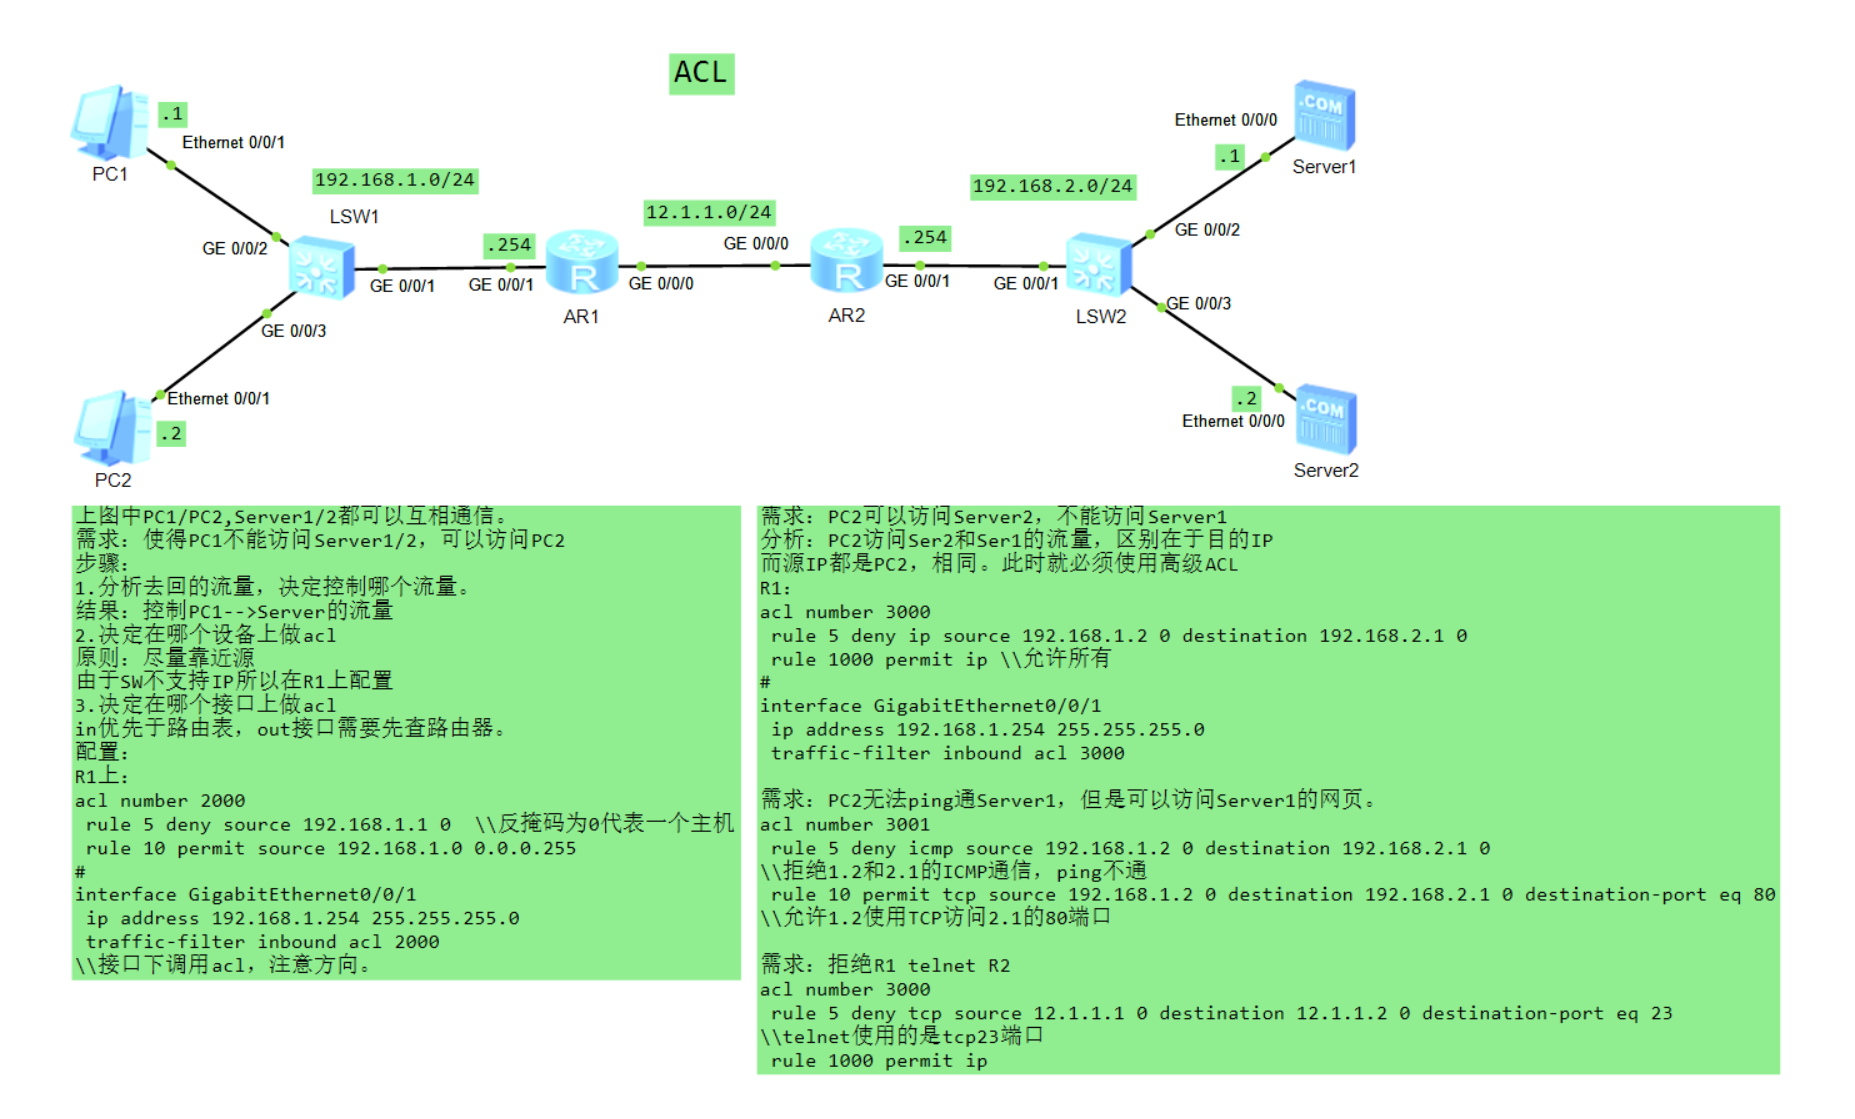 ACL
.1
Ethernet 0/0/1
PC1
192.168.1.0/24
LSW1
GE 0/0/2
GE 0/0/1
GE 0/0/3
Ethernet 0/0/1
.2
PC2
.254
GE 0/0/1
AR1
GE 0/0/0
12.1.1.0/24
GE 0/0/0
AR2
.254
GE 0/0/1
192.168.2.0/24
GE 0/0/1
LSW2
GE 0/0/2
GE 0/0/3
Ethernet 0/0/0
.1
.COM
Server1
.2
Ethernet 0/0/0
.COM
Server2
R
R
上图中PC1/PC2,Server1/2都可以互相通信。
需求：使得PC1不能访问Server1/2，可以访问PC2
步骤：
1.分析去回的流量，决定控制哪个流量。
结果：控制PC1-->Server的流量
2.决定在哪个设备上做acl
原则：尽量靠近源
由于SW不支持IP所以在R1上配置
3.决定在哪个接口上做acl
in优先于路由表，out接口需要先查路由器。
配置：
R1上：
acl number 2000
rule 5 deny source 192.168.1.1 0  \\反掩码为0代表一个主机
rule 10 permit source 192.168.1.0 0.0.0.255
#
interface GigabitEthernet0/0/1
ip address 192.168.1.254 255.255.255.0
traffic-filter inbound acl 2000
\\接口下调用acl，注意方向。
需求：PC2可以访问Server2，不能访问Server1
分析：PC2访问Ser2和Ser1的流量，区别在于目的IP
而源IP都是PC2，相同。此时就必须使用高级ACL
R1:
acl number 3000
rule 5 deny ip source 192.168.1.2 0 destination 192.168.2.1 0
rule 1000 permit ip \\允许所有
#
interface GigabitEthernet0/0/1
ip address 192.168.1.254 255.255.255.0
traffic-filter inbound acl 3000
需求：PC2无法ping通Server1，但是可以访问Server1的网页。
acl number 3001
rule 5 deny icmp source 192.168.1.2 0 destination 192.168.2.1 0
\\拒绝1.2和2.1的ICMP通信，ping不通
rule 10 permit tcp source 192.168.1.2 0 destination 192.168.2.1 0 destination-port eq 80
\\允许1.2使用TCP访问2.1的80端口
需求：拒绝R1 telnet R2
acl number 3000
rule 5 deny tcp source 12.1.1.1 0 destination 12.1.1.2 0 destination-port eq 23
\\telnet使用的是tcp23端口
rule 1000 permit ip